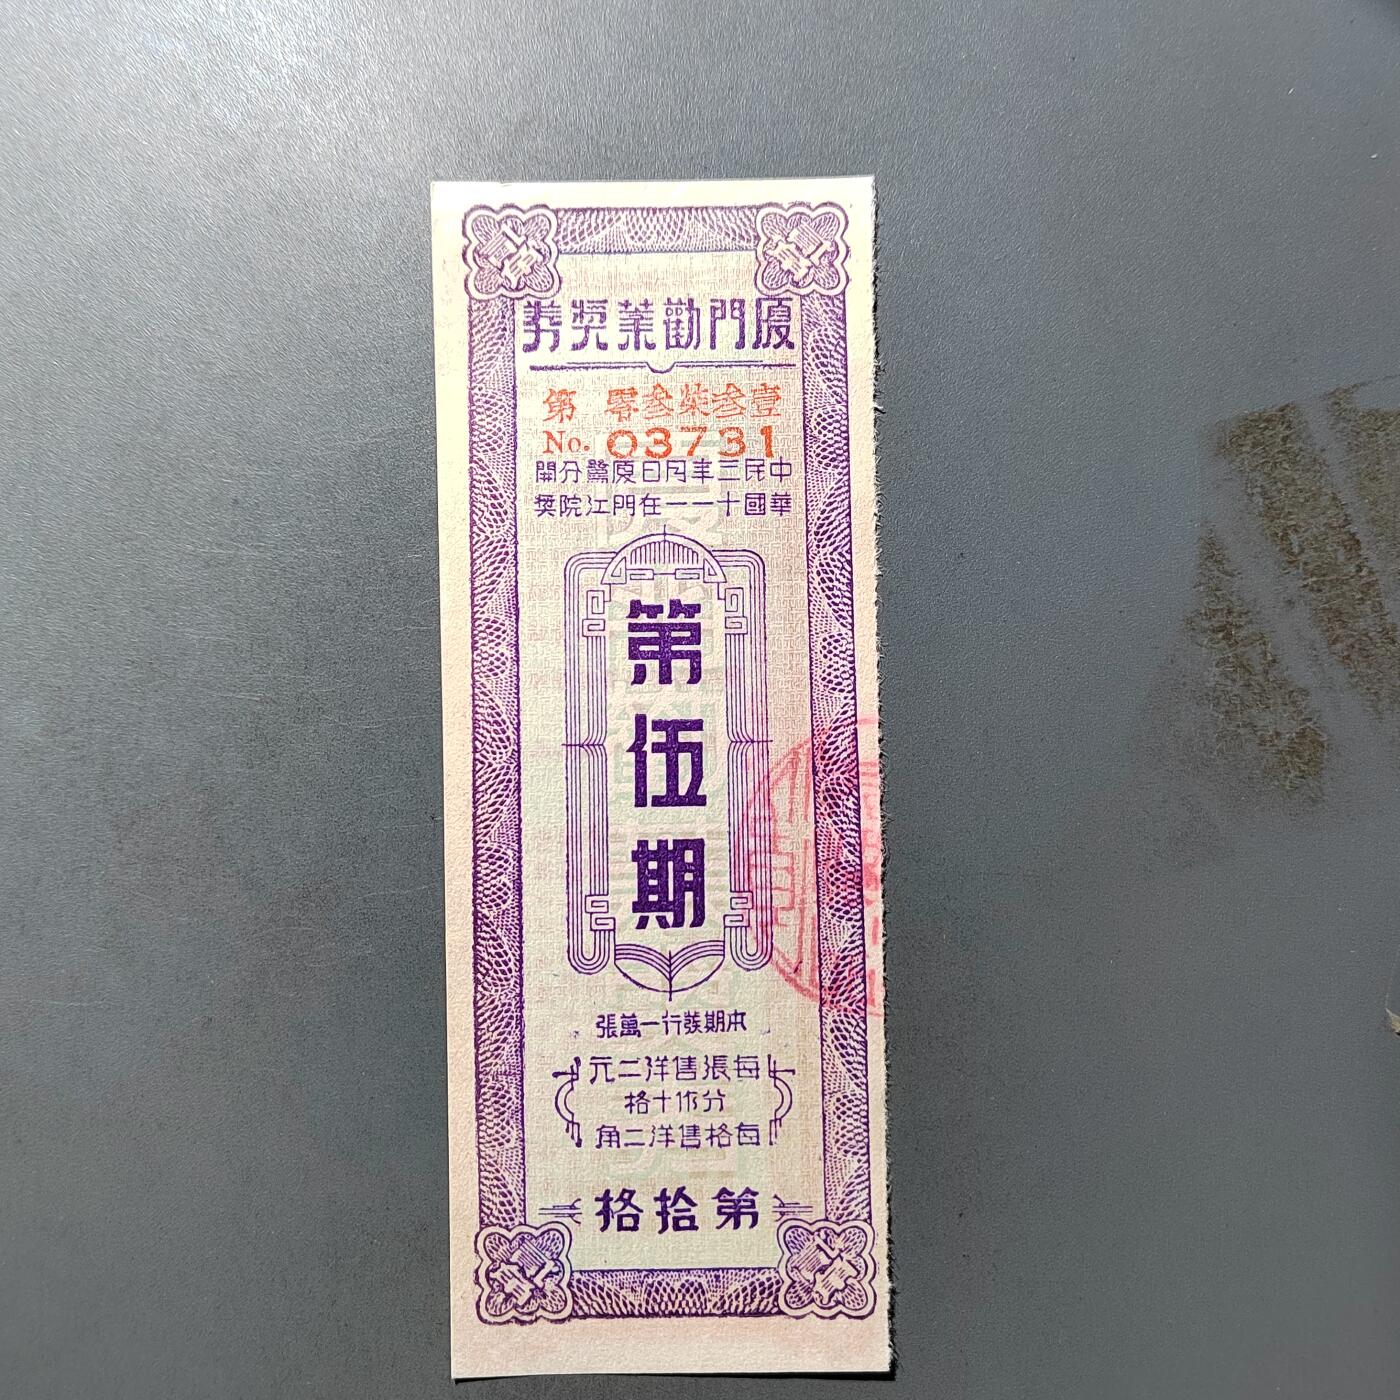 廈門勸業獎券
第 零叁柒叁壹
No. 03731
中華民國三十年一月一日在廈門鷺江分院開獎
第伍期
本期發行一萬張
每張售洋二元
分作十格
每格售洋二角
第拾格